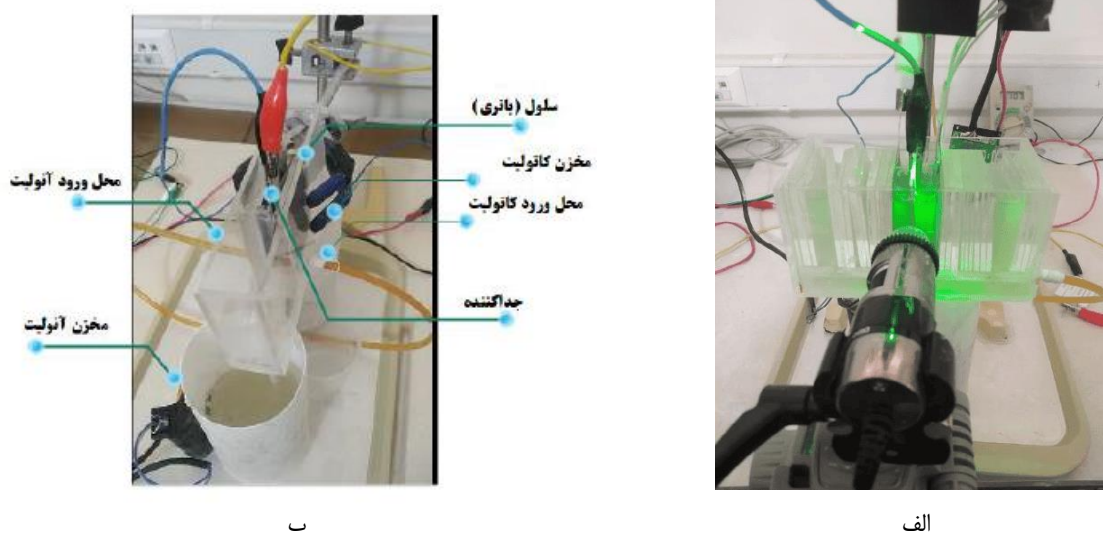 سلول (باتری)
مخزن کاتولیت
محل ورود کاتولیت
جداکننده
محل ورود آنولیت
مخزن آنولیت
الف
ب